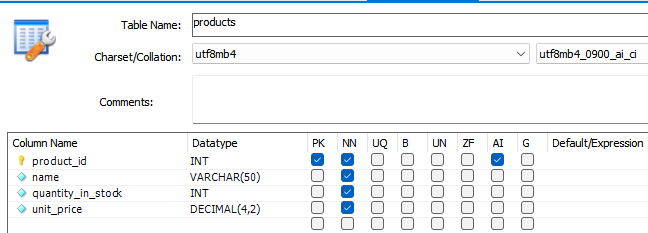 Table Name: products
Charset/Collation: utf8mb4 utf8mb4_0900_ai_ci
Comments:
Column Name Datatype PK NN UQ B UN ZF AI G Default/Expression
product_id INT
name VARCHAR(50)
quantity_in_stock INT
unit_price DECIMAL(4,2)